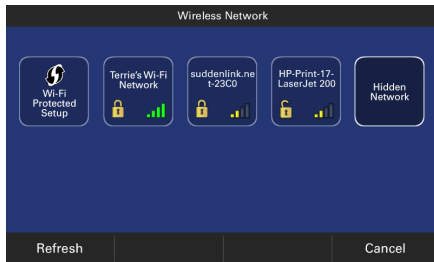 Wireless Network
Wi-Fi
Protected
Setup
Terrie's Wi-Fi
Network
suddenlink.ne
t-23C0
HP-Print-17-
LaserJet 200
Hidden
Network
Refresh
Cancel